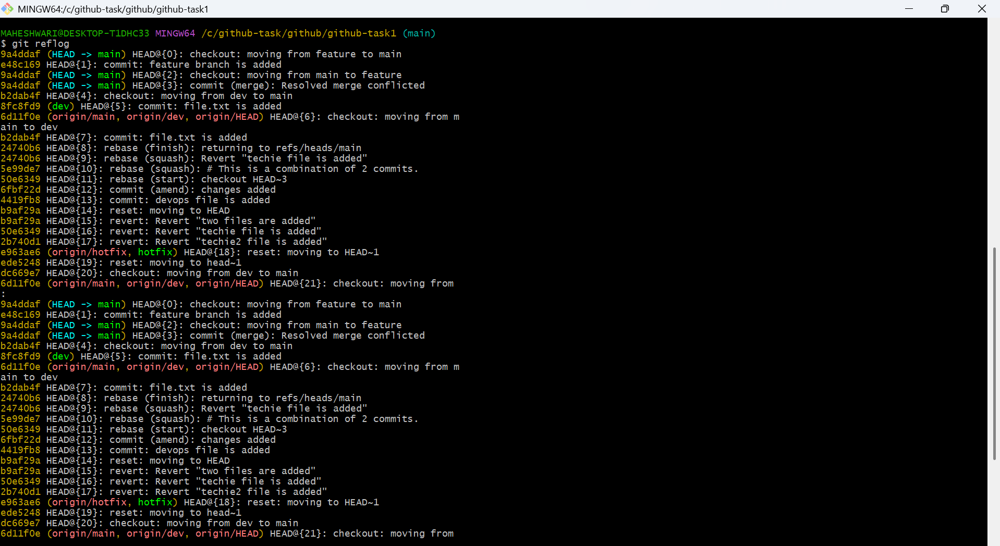 MINGW64:/c/github-task/github/github-task1
MAHESHWARI@DESKTOP-T1DHC33 MINGW64 /c/github-task/github/github-task1 (main)
$ git reflog
9a4ddaf (HEAD -> main) HEAD@{0}: checkout: moving from feature to main
e48c169 HEAD@{1}: commit: feature branch is added
9a4ddaf (HEAD -> main) HEAD@{2}: checkout: moving from main to feature
9a4ddaf (HEAD -> main) HEAD@{3}: commit (merge): Resolved merge conflicted
b2dab4f HEAD@{4}: checkout: moving from dev to main
8fc8fd9 (dev) HEAD@{5}: commit: file.txt is added
6d11f0e (origin/main, origin/dev, origin/HEAD) HEAD@{6}: checkout: moving from m
ain to dev
b2dab4f HEAD@{7}: commit: file.txt is added
24740b6 HEAD@{8}: rebase (finish): returning to refs/heads/main
24740b6 HEAD@{9}: rebase (squash): Revert "techie file is added"
5e99de7 HEAD@{10}: rebase (squash): # This is a combination of 2 commits.
50e6349 HEAD@{11}: rebase (start): checkout HEAD~3
6fbf22d HEAD@{12}: commit (amend): changes added
4419fb8 HEAD@{13}: commit: devops file is added
b9af29a HEAD@{14}: reset: moving to HEAD
b9af29a HEAD@{15}: revert: Revert "two files are added"
50e6349 HEAD@{16}: revert: Revert "techie file is added"
2b740d1 HEAD@{17}: revert: Revert "techie2 file is added"
e963ae6 (origin/hotfix, hotfix) HEAD@{18}: reset: moving to HEAD~1
ede5248 HEAD@{19}: reset: moving to head~1
dc669e7 HEAD@{20}: checkout: moving from dev to main
6d11f0e (origin/main, origin/dev, origin/HEAD) HEAD@{21}: checkout: moving from
:
9a4ddaf (HEAD -> main) HEAD@{0}: checkout: moving from feature to main
e48c169 HEAD@{1}: commit: feature branch is added
9a4ddaf (HEAD -> main) HEAD@{2}: checkout: moving from main to feature
9a4ddaf (HEAD -> main) HEAD@{3}: commit (merge): Resolved merge conflicted
b2dab4f HEAD@{4}: checkout: moving from dev to main
8fc8fd9 (dev) HEAD@{5}: commit: file.txt is added
6d11f0e (origin/main, origin/dev, origin/HEAD) HEAD@{6}: checkout: moving from m
ain to dev
b2dab4f HEAD@{7}: commit: file.txt is added
24740b6 HEAD@{8}: rebase (finish): returning to refs/heads/main
24740b6 HEAD@{9}: rebase (squash): Revert "techie file is added"
5e99de7 HEAD@{10}: rebase (squash): # This is a combination of 2 commits.
50e6349 HEAD@{11}: rebase (start): checkout HEAD~3
6fbf22d HEAD@{12}: commit (amend): changes added
4419fb8 HEAD@{13}: commit: devops file is added
b9af29a HEAD@{14}: reset: moving to HEAD
b9af29a HEAD@{15}: revert: Revert "two files are added"
50e6349 HEAD@{16}: revert: Revert "techie file is added"
2b740d1 HEAD@{17}: revert: Revert "techie2 file is added"
e963ae6 (origin/hotfix, hotfix) HEAD@{18}: reset: moving to HEAD~1
ede5248 HEAD@{19}: reset: moving to head~1
dc669e7 HEAD@{20}: checkout: moving from dev to main
6d11f0e (origin/main, origin/dev, origin/HEAD) HEAD@{21}: checkout: moving from